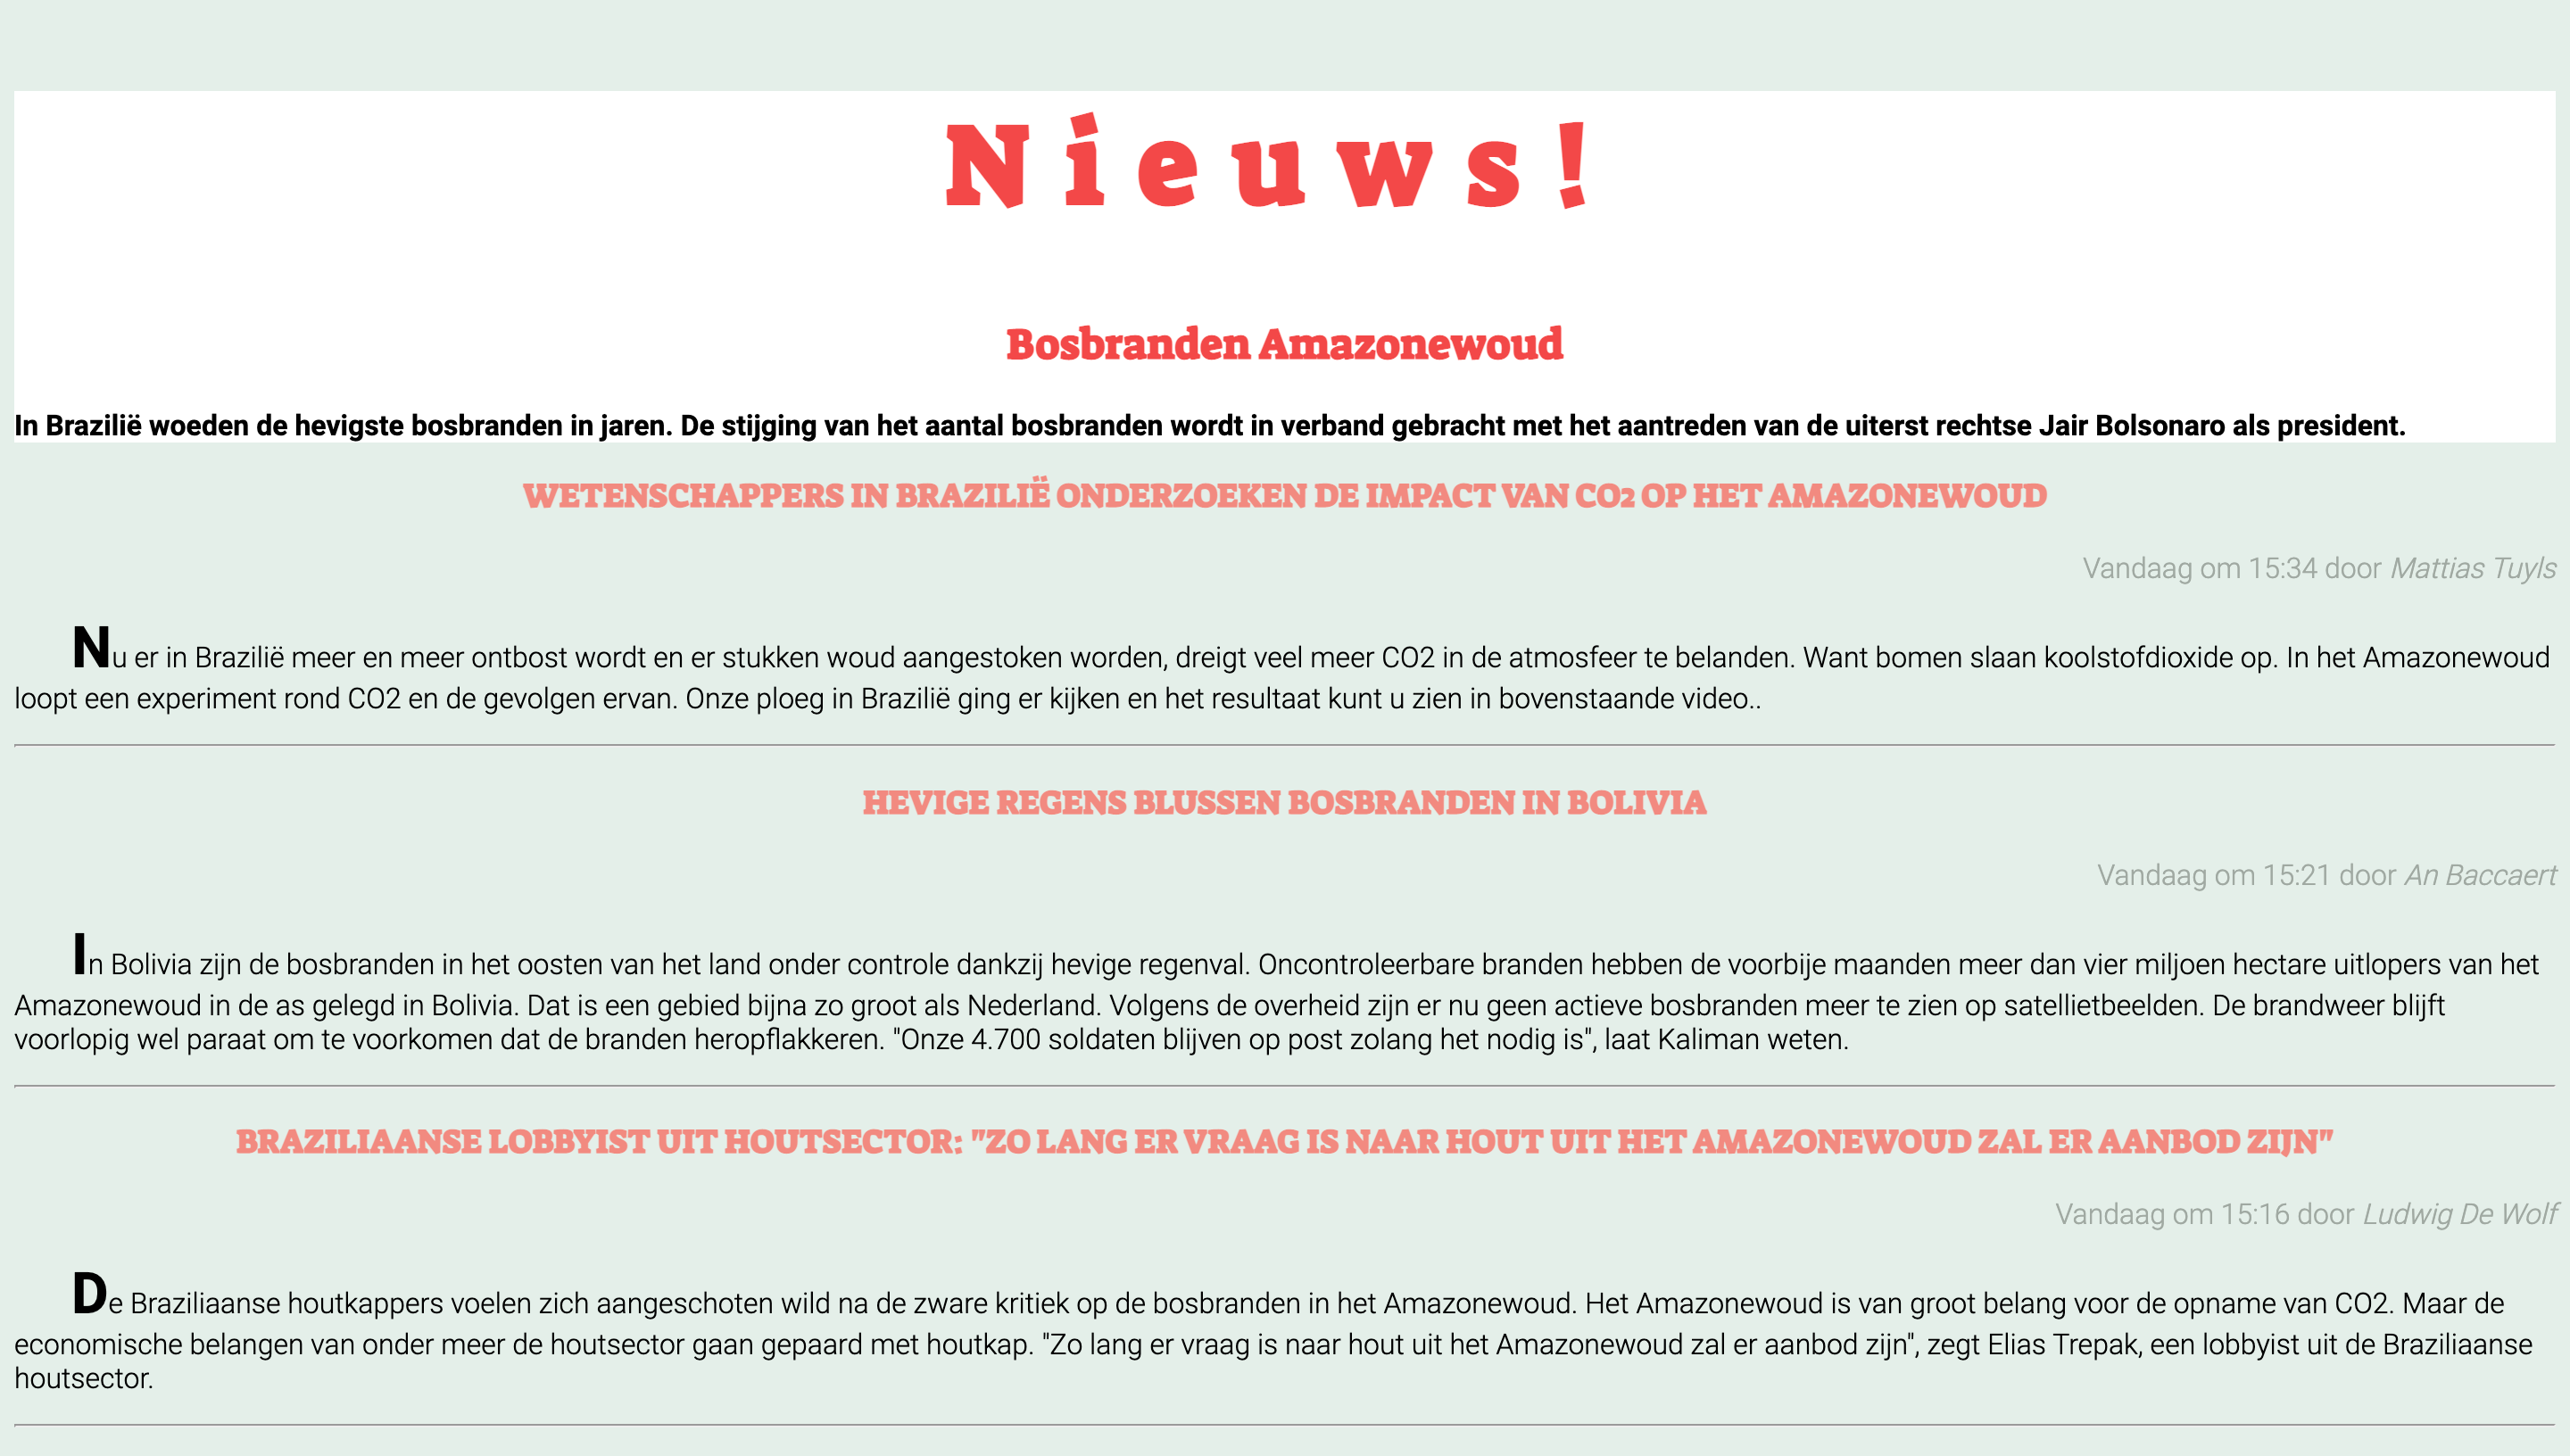 Nieuws!
Bosbranden Amazonewoud
In Brazilië woeden de hevigste bosbranden in jaren. De stijging van het aantal bosbranden wordt in verband gebracht met het aantreden van de uiterst rechtse Jair Bolsonaro als president.
WETENSCHAPPERS IN BRAZILIË ONDERZOEKEN DE IMPACT VAN CO2 OP HET AMAZONEWOUD
Vandaag om 15:34 door Mattias Tuyls
Nu er in Brazilië meer en meer ontbost wordt en er stukken woud aangestoken worden, dreigt veel meer CO2 in de atmosfeer te belanden. Want bomen slaan koolstofdioxide op. In het Amazonewoud
loopt een experiment rond CO2 en de gevolgen ervan. Onze ploeg in Brazilië ging er kijken en het resultaat kunt u zien in bovenstaande video..
HEVIGE REGENS BLUSSEN BOSBRANDEN IN BOLIVIA
Vandaag om 15:21 door An Baccaert
In Bolivia zijn de bosbranden in het oosten van het land onder controle dankzij hevige regenval. Oncontroleerbare branden hebben de voorbije maanden meer dan vier miljoen hectare uitlopers van het
Amazonewoud in de as gelegd in Bolivia. Dat is een gebied bijna zo groot als Nederland. Volgens de overheid zijn er nu geen actieve bosbranden meer te zien op satellietbeelden. De brandweer blijft
voorlopig wel paraat om te voorkomen dat de branden heropflakkeren. "Onze 4.700 soldaten blijven op post zolang het nodig is", laat Kaliman weten.
BRAZILIAANSE LOBBYIST UIT HOUTSECTOR: "ZO LANG ER VRAAG IS NAAR HOUT UIT HET AMAZONEWOUD ZAL ER AANBOD ZIJN"
Vandaag om 15:16 door Ludwig De Wolf
De Braziliaanse houtkappers voelen zich aangeschoten wild na de zware kritiek op de bosbranden in het Amazonewoud. Het Amazonewoud is van groot belang voor de opname van CO2. Maar de
economische belangen van onder meer de houtsector gaan gepaard met houtkap. "Zo lang er vraag is naar hout uit het Amazonewoud zal er aanbod zijn", zegt Elias Trepak, een lobbyist uit de Braziliaanse
houtsector.